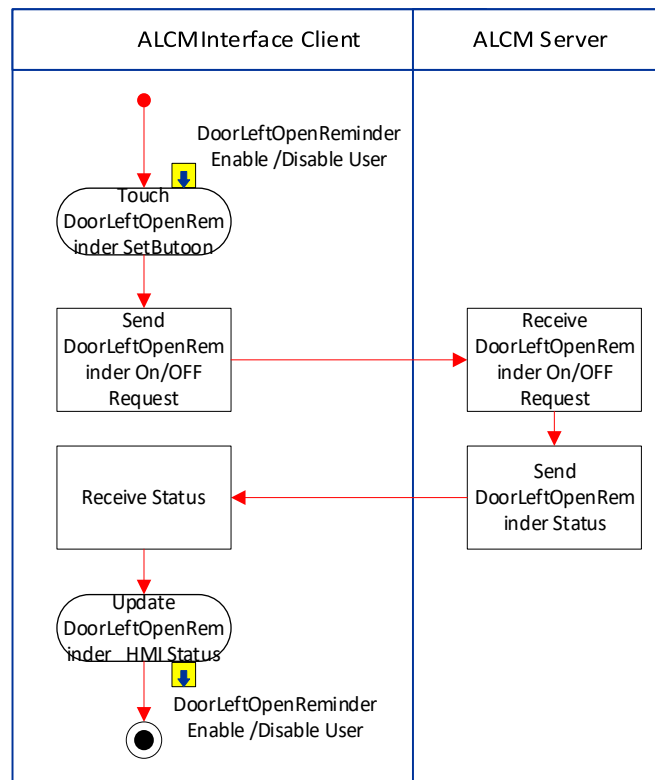 ALCMInterface Client
ALCM Server
DoorLeftOpenReminder
Enable /Disable User
Touch
DoorLeftOpenRem
inder SetButoon
Send
DoorLeftOpenRem
inder On/OFF
Request
Receive
DoorLeftOpenRem
inder On/OFF
Request
Receive Status
Send
DoorLeftOpenRem
inder Status
Update
DoorLeftOpenRem
inder HMI Status
DoorLeftOpenReminder
Enable /Disable User